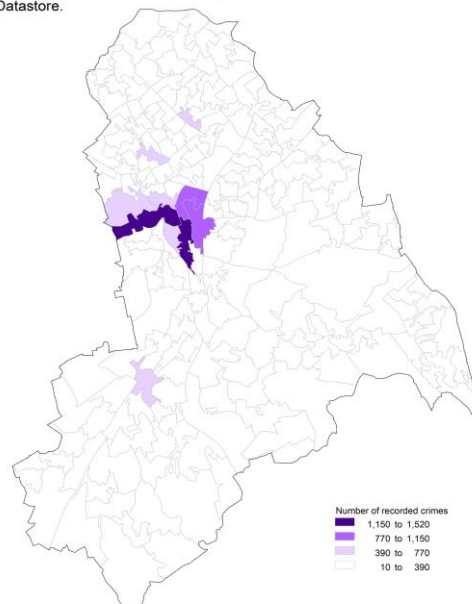 Datastore.
Number of recorded crimes
1,150 to 1,520
770 to 1,150
390 to 770
10 to 390